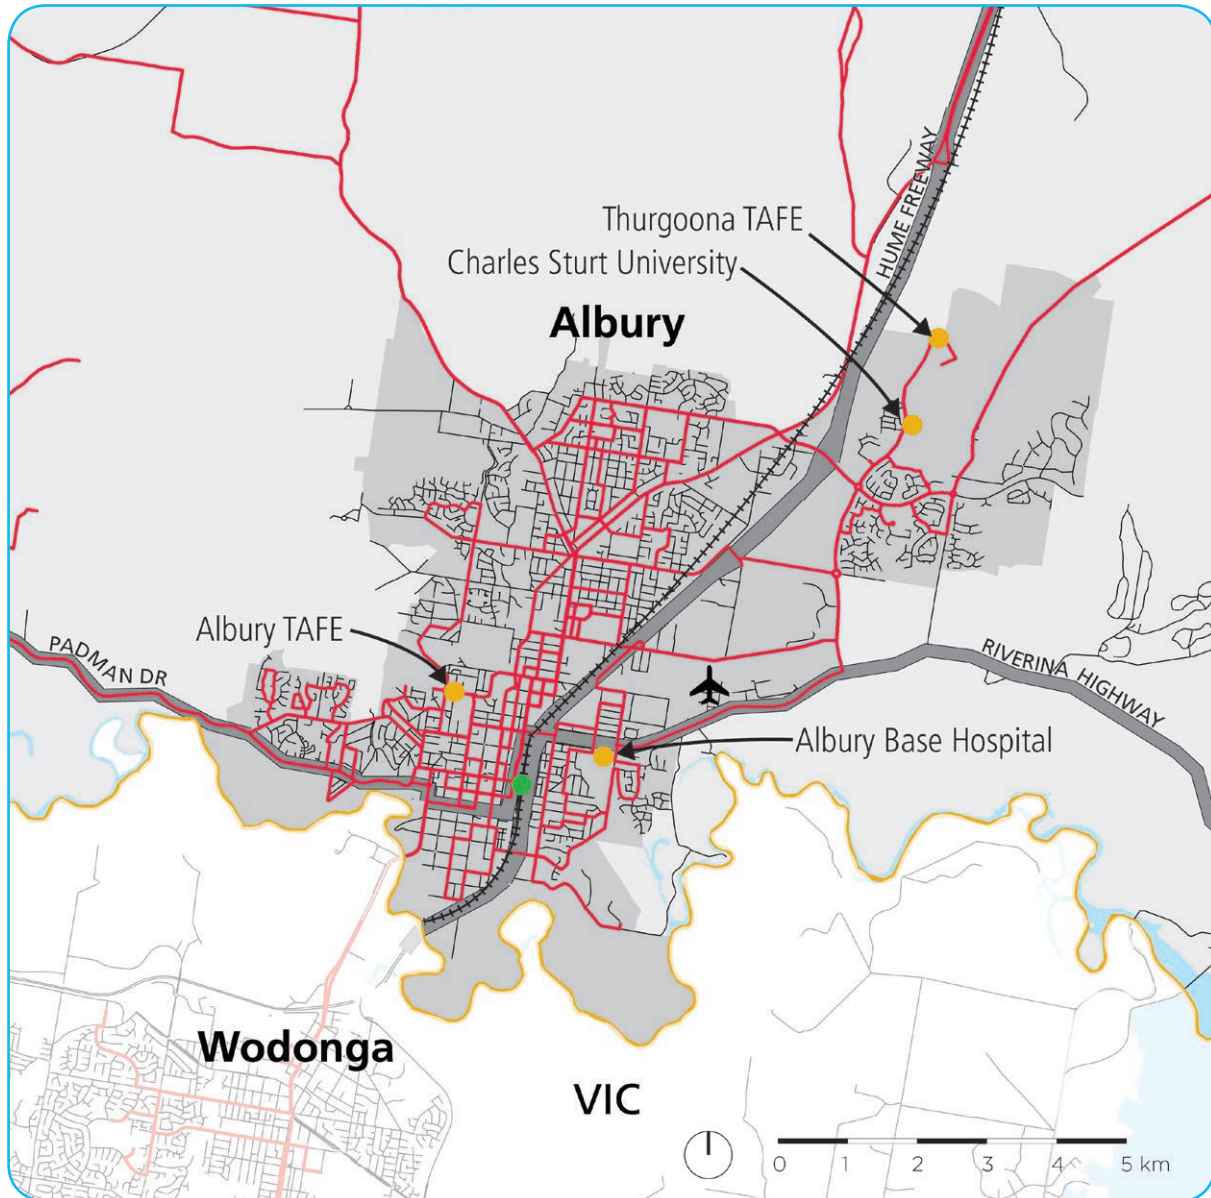 HUME FREEWAY
Thurgoona TAFE
Charles Sturt University
Albury
Albury TAFE
PADMAN DR
RIVERINA HIGHWAY
Albury Base Hospital
Wodonga
VIC
0 1 2 3 4 5 km